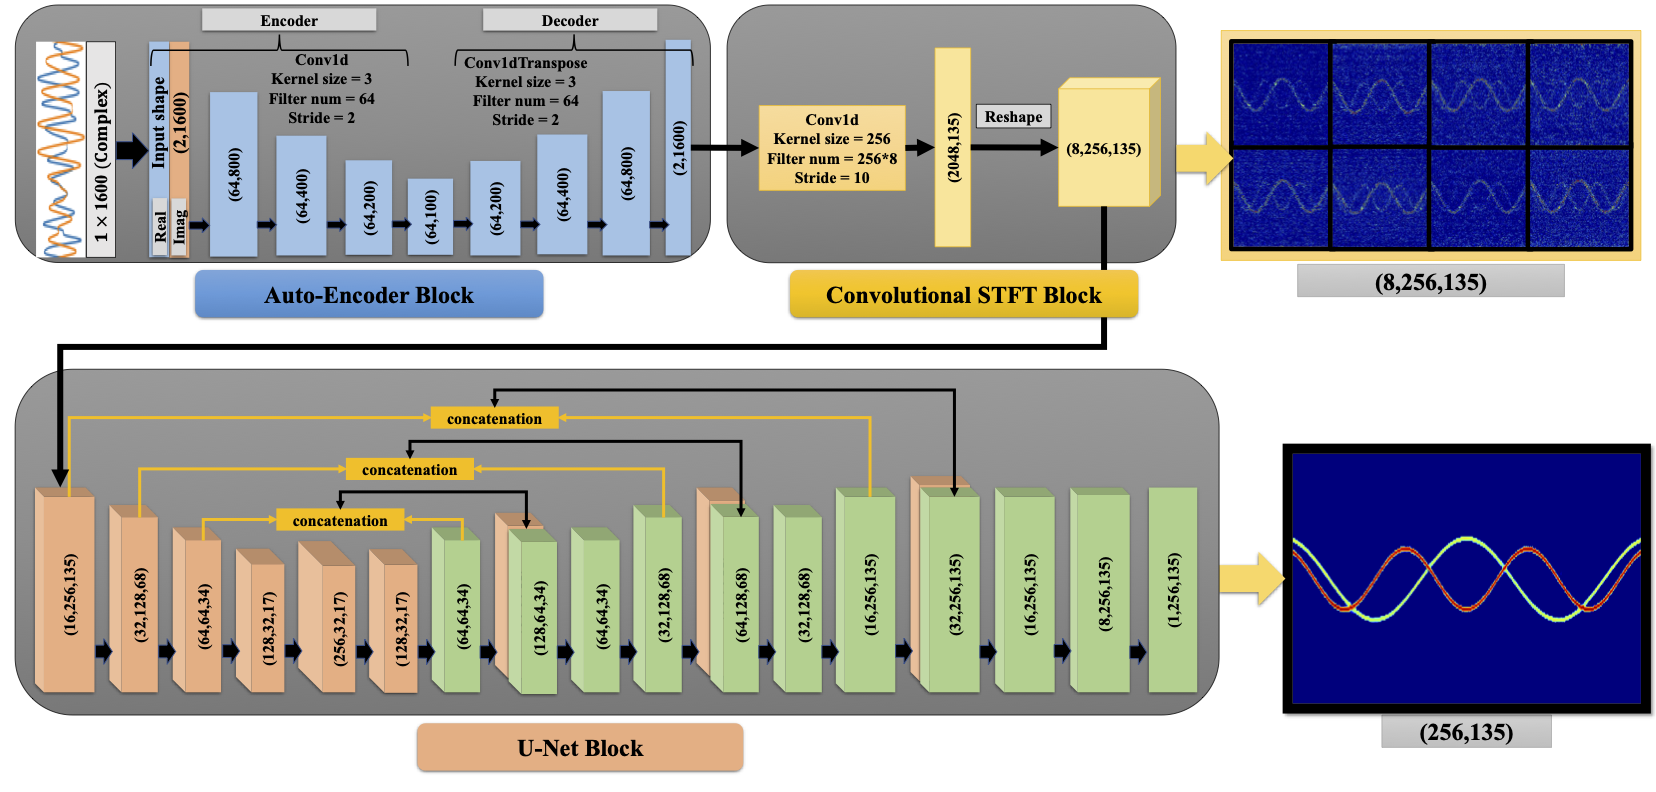 Encoder
Decoder
Conv1d
Kernel size = 3
Filter num = 64
Stride = 2
Conv1dTranspose
Kernel size = 3
Filter num = 64
Stride = 2
1 × 1600 (Complex)
Input shape
(2,1600)
Real
Imag
(64,800)
(64,400)
(64,200)
(64,100)
(64,200)
(64,400)
(64,800)
(2,1600)
Auto-Encoder Block
Conv1d
Kernel size = 256
Filter num = 256*8
Stride = 10
(2048,135)
Reshape
(8,256,135)
Convolutional STFT Block
(8,256,135)
concatenation
concatenation
concatenation
(16,256,135)
(32,128,68)
(64,64,34)
(128,32,17)
(256,32,17)
(128,32,17)
(64,64,34)
(128,64,34)
(64,64,34)
(32,128,68)
(64,128,68)
(32,128,68)
(16,256,135)
(32,256,135)
(16,256,135)
(8,256,135)
(1,256,135)
U-Net Block
(256,135)